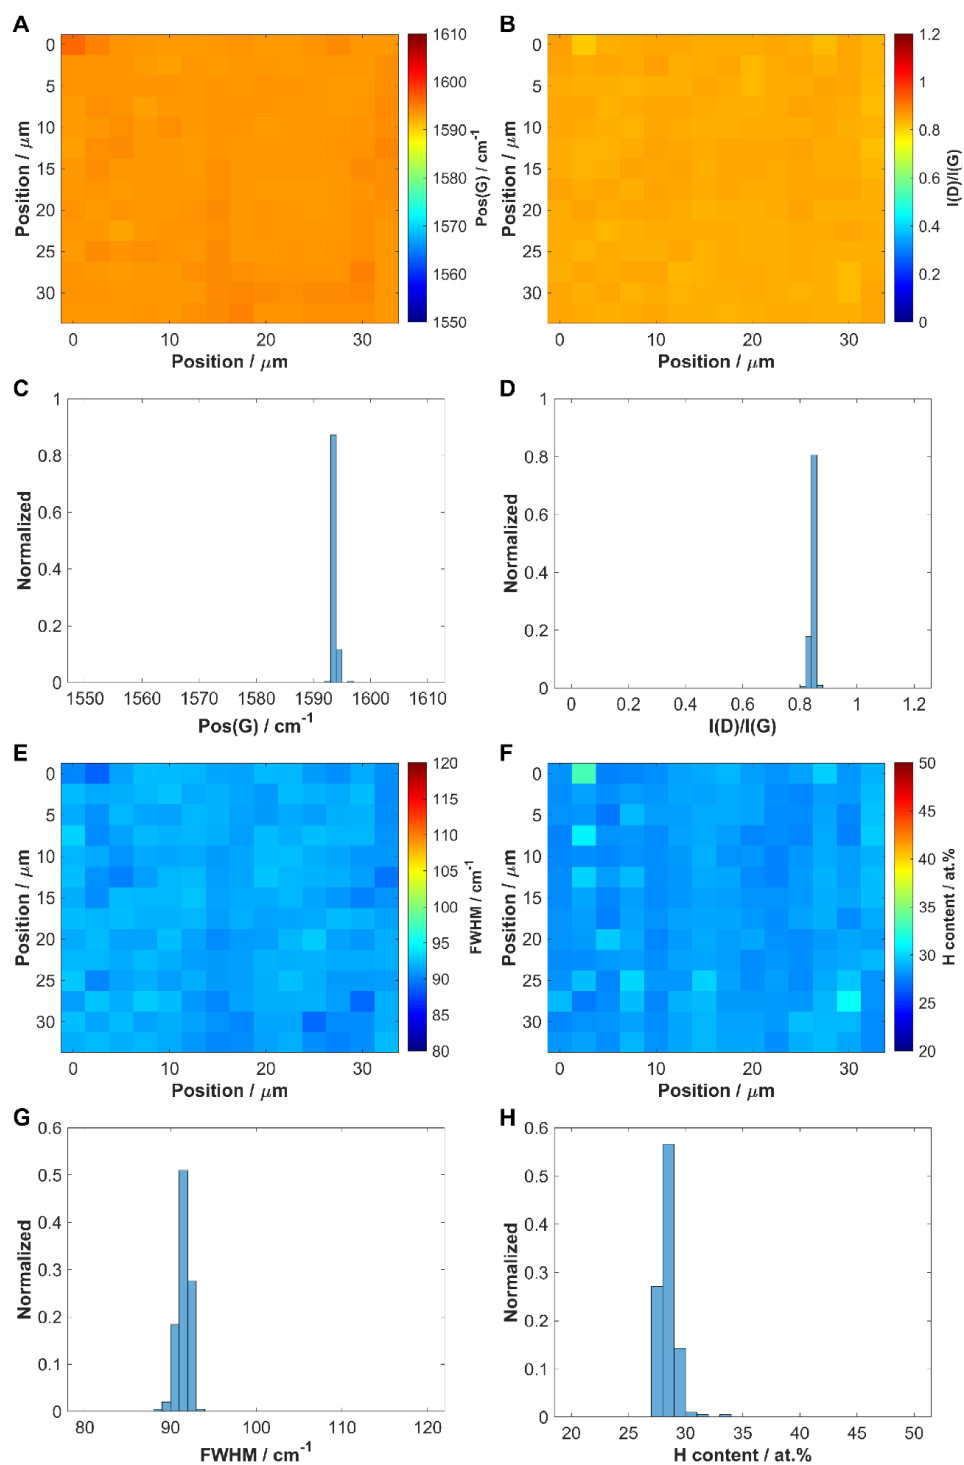 A
0
5
10
15
20
25
30
Position / μm
0 10 20 30
Position / μm
1610
1600
1590
1580
1570
1560
1550
Pos(G) / cm⁻¹
B
0
5
10
15
20
25
30
Position / μm
0 10 20 30
Position / μm
1.2
1
0.8
0.6
0.4
0.2
0
I(D)/I(G)
C
1
0.8
0.6
0.4
0.2
0
Normalized
1550 1560 1570 1580 1590 1600 1610
Pos(G) / cm⁻¹
D
1
0.8
0.6
0.4
0.2
0
Normalized
0 0.2 0.4 0.6 0.8 1 1.2
I(D)/I(G)
E
0
5
10
15
20
25
30
Position / μm
0 10 20 30
Position / μm
120
115
110
105
100
95
90
85
80
FWHM / cm⁻¹
F
0
5
10
15
20
25
30
Position / μm
0 10 20 30
Position / μm
50
45
40
35
30
25
20
H content / at.%
G
0.6
0.5
0.4
0.3
0.2
0.1
0
Normalized
80 90 100 110 120
FWHM / cm⁻¹
H
0.6
0.5
0.4
0.3
0.2
0.1
0
Normalized
20 25 30 35 40 45 50
H content / at.%